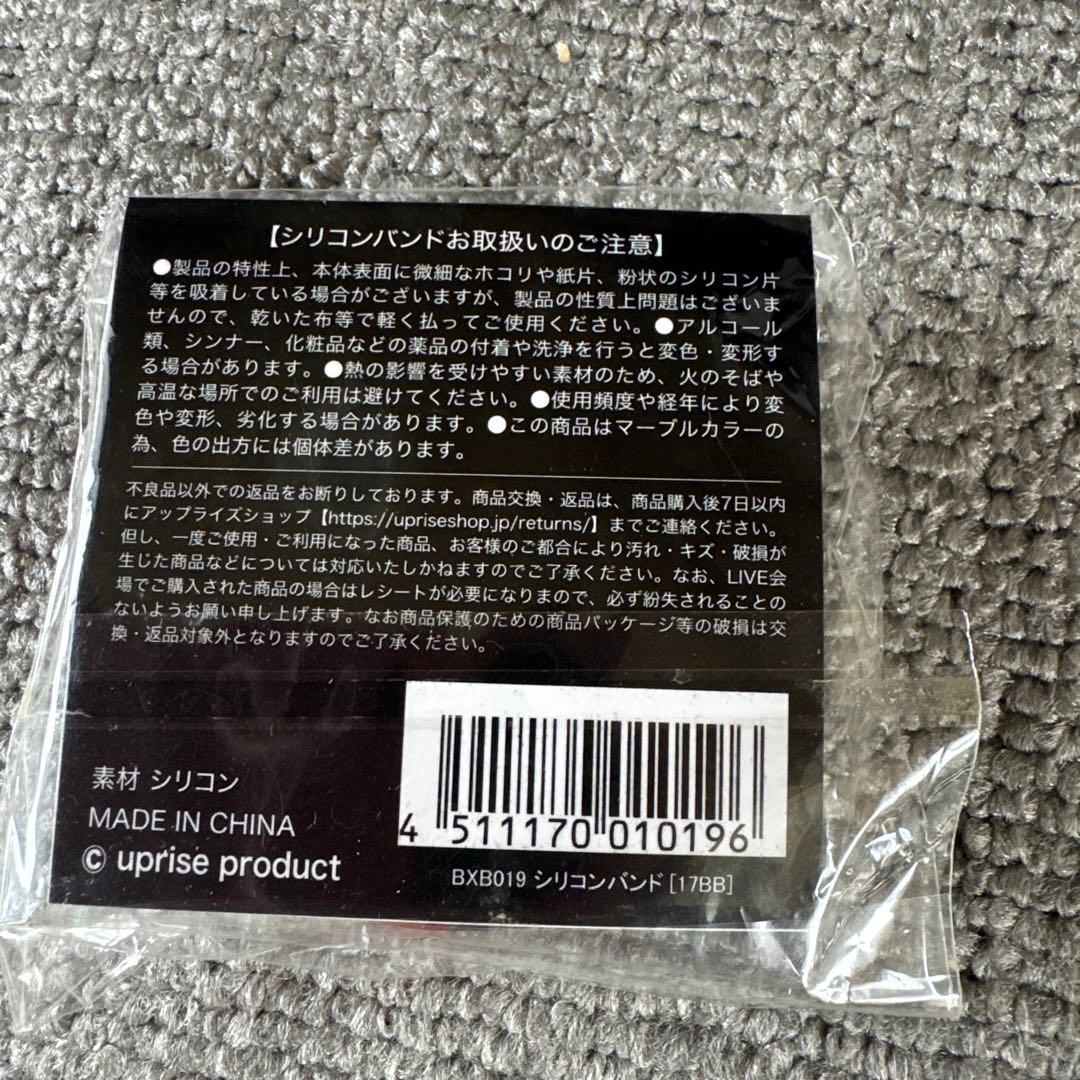 【シリコンバンドお取扱いのご注意】
●製品の特性上、本体表面に微細なホコリや紙片、粉状のシリコン片
等を吸着している場合がございますが、製品の性質上問題はございま
せんので、乾いた布等で軽く払ってご使用ください。●アルコール
類、シンナー、化粧品などの薬品の付着や洗浄を行うと変色・変形す
る場合があります。●熱の影響を受けやすい素材のため、火のそばや
高温な場所でのご利用は避けてください。●使用頻度や経年により変
色や変形、劣化する場合があります。●この商品はマーブルカラーの
為、色の出方には個体差があります。
不良品以外での返品をお断りしております。商品交換・返品は、商品購入後7日以内
にアップライズショップ【https://upriseshop.jp/returns/】までご連絡ください。
但し、一度ご使用・ご利用になった商品、お客様のご都合により汚れ・キズ・破損が
生じた商品などについては対応いたしかねますのでご了承ください。なお、LIVE会
場でご購入された商品の場合はレシートが必要になりまので、必ず紛失されることの
ないようお願い申し上げます。なお商品保護のための商品パッケージ等の破損は交
換・返品対象外となりますのでご了承ください。
素材 シリコン
MADE IN CHINA
© uprise product
4 511170 010196
BXB019 シリコンバンド [17BB]